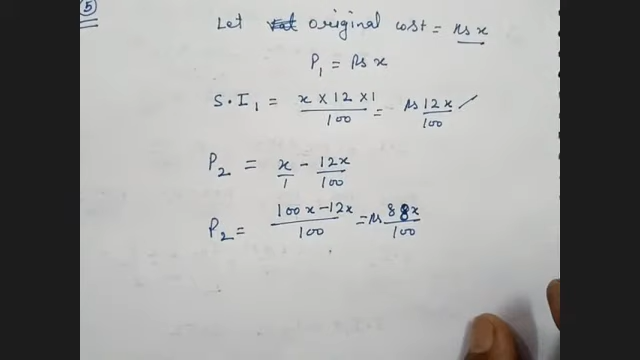 5
Let original cost = Rs x
P₁ = Rs x
S.I₁ = x × 12 × 1 / 100 = Rs 12x / 100
P₂ = x / 1 - 12x / 100
P₂ = 100x - 12x / 100 = Rs 88x / 100